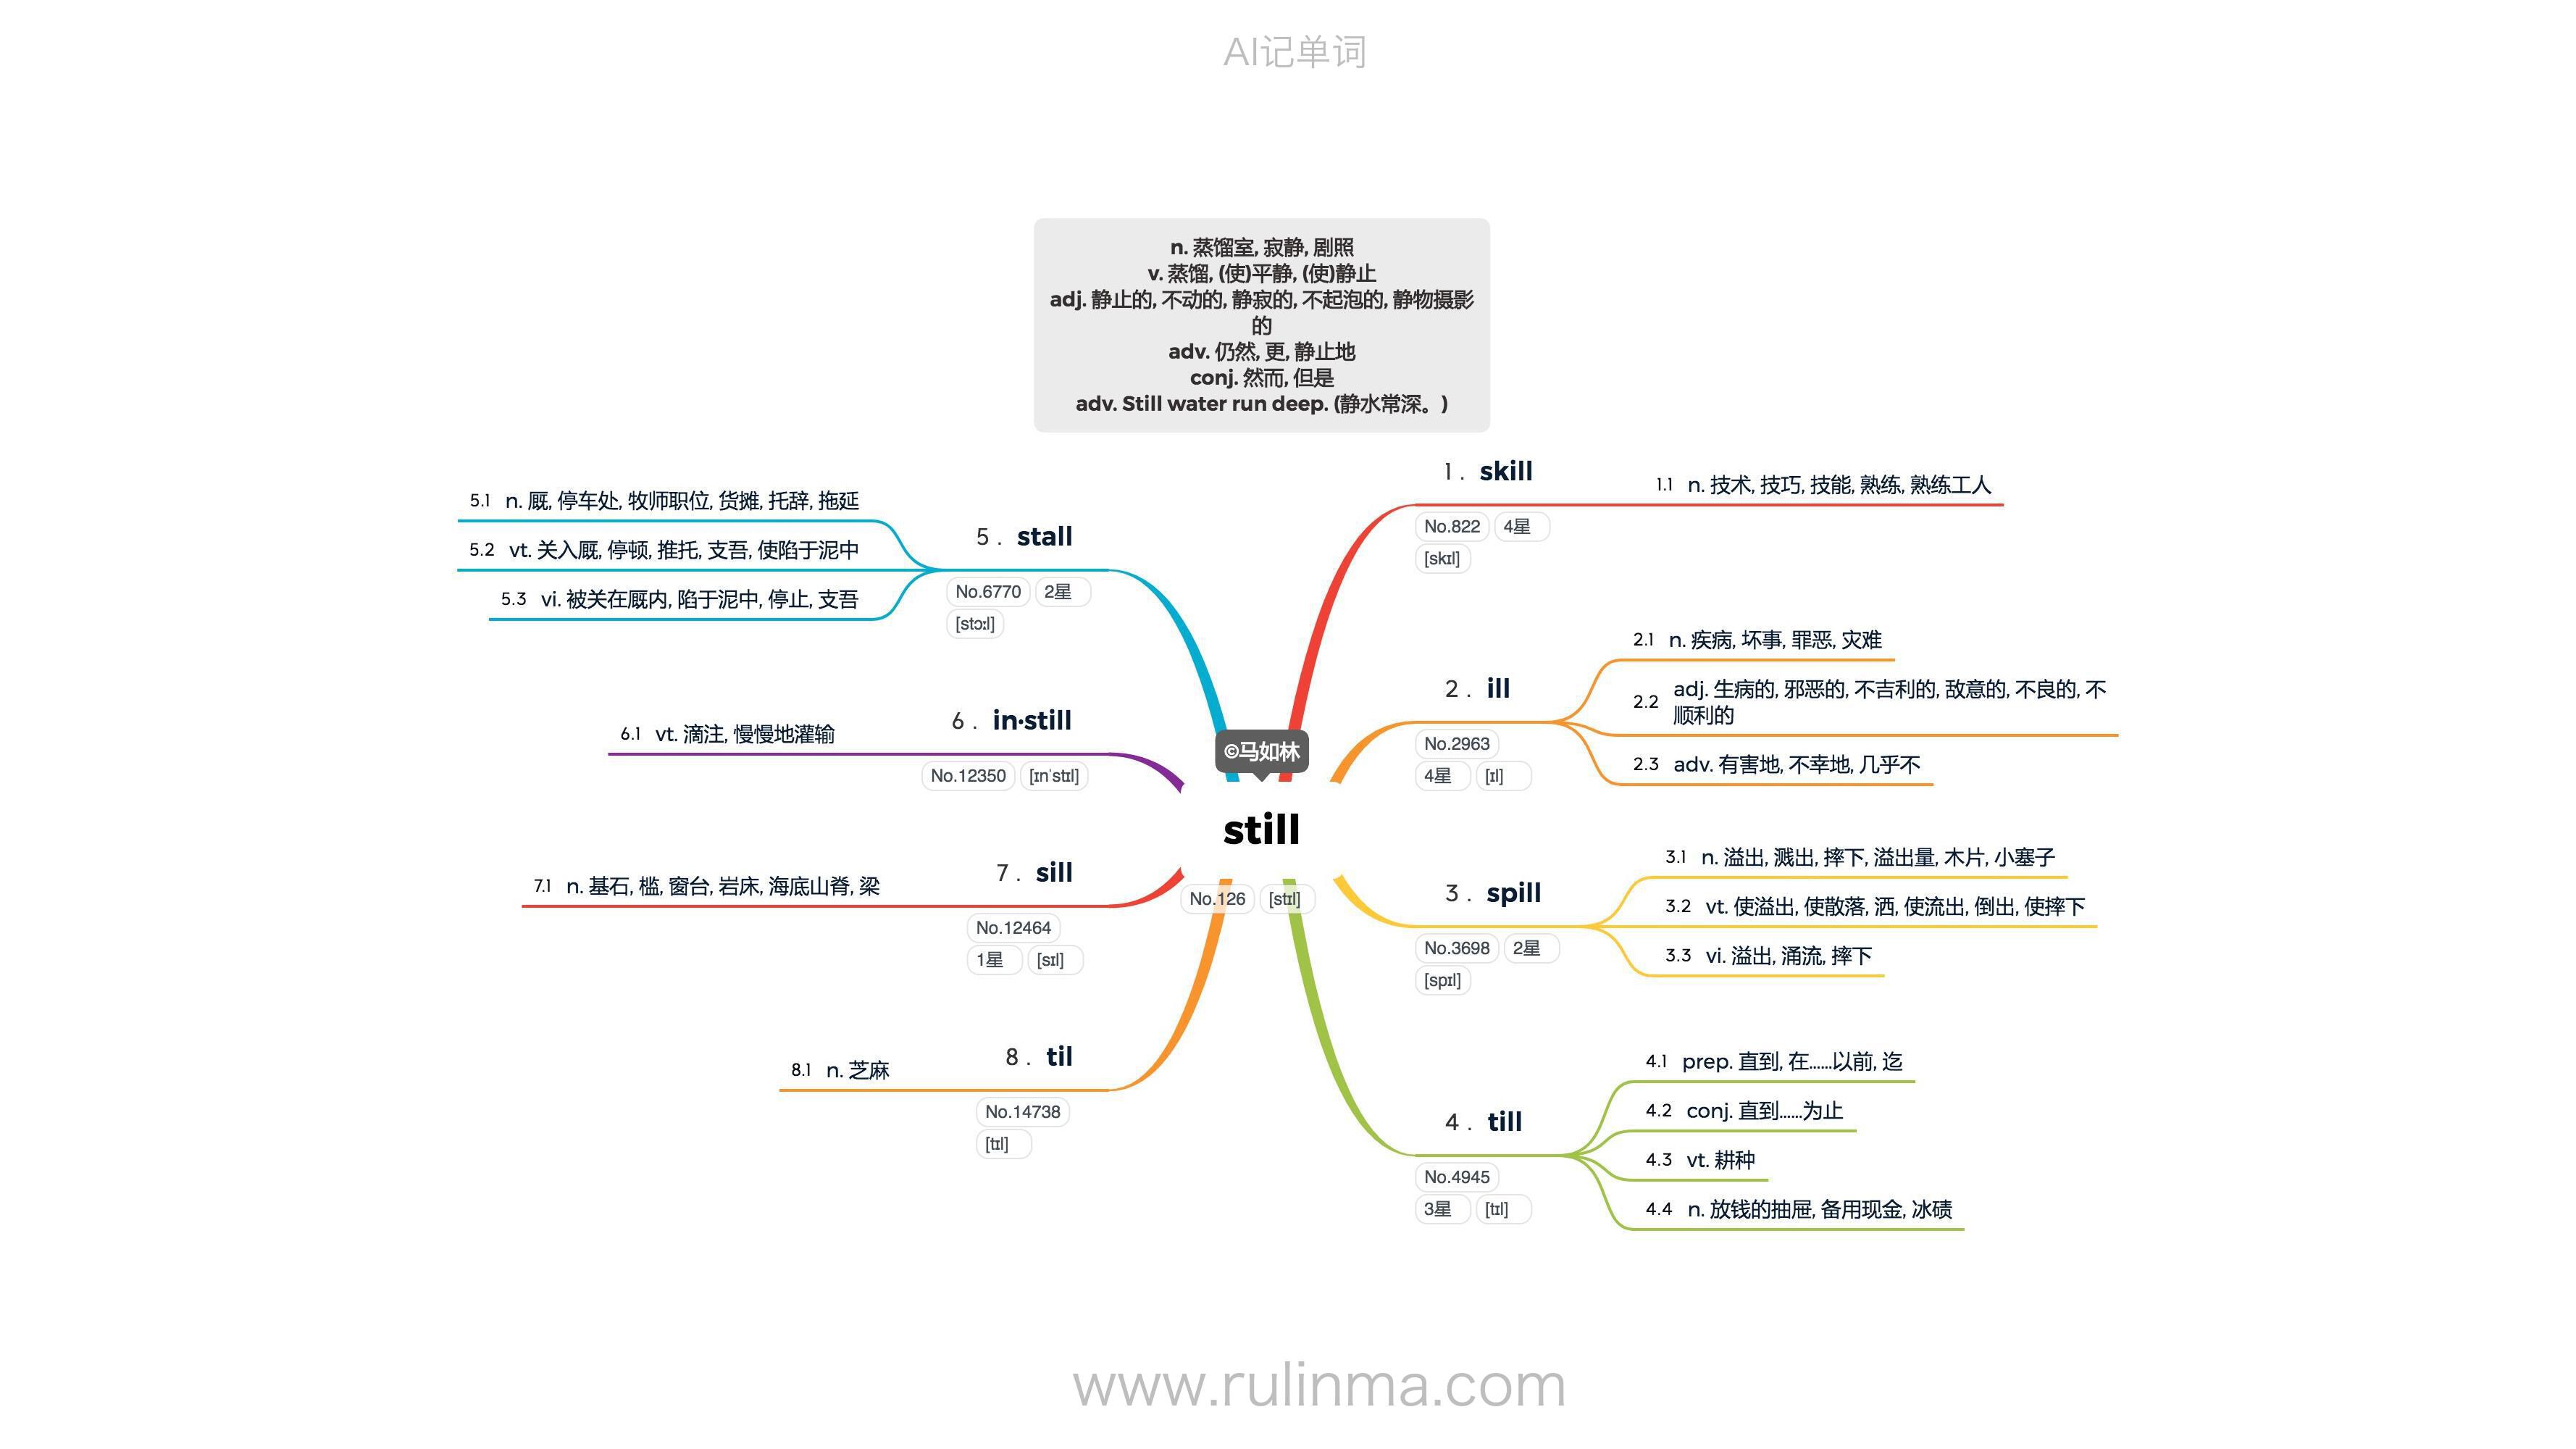 AI记单词
n. 蒸馏室, 寂静, 剧照
v. 蒸馏, (使)平静, (使)静止
adj. 静止的, 不动的, 静寂的, 不起泡的, 静物摄影
的
adv. 仍然, 更, 静止地
conj. 然而, 但是
adv. Still water run deep. (静水常深。)
©马如林
still
No.126 [stɪl]
1. skill
No.822 4星
[skɪl]
1.1 n. 技术, 技巧, 技能, 熟练, 熟练工人
2. ill
No.2963
4星 [ɪl]
2.1 n. 疾病, 坏事, 罪恶, 灾难
2.2 adj. 生病的, 邪恶的, 不吉利的, 敌意的, 不良的, 不
顺利的
2.3 adv. 有害地, 不幸地, 几乎不
3. spill
No.3698 2星
[spɪl]
3.1 n. 溢出, 溅出, 摔下, 溢出量, 木片, 小塞子
3.2 vt. 使溢出, 使散落, 洒, 使流出, 倒出, 使摔下
3.3 vi. 溢出, 涌流, 摔下
4. till
No.4945
3星 [tɪl]
4.1 prep. 直到, 在......以前, 迄
4.2 conj. 直到......为止
4.3 vt. 耕种
4.4 n. 放钱的抽屉, 备用现金, 冰碛
5. stall
No.6770 2星
[stɔːl]
5.1 n. 厩, 停车处, 牧师职位, 货摊, 托辞, 拖延
5.2 vt. 关入厩, 停顿, 推托, 支吾, 使陷于泥中
5.3 vi. 被关在厩内, 陷于泥中, 停止, 支吾
6. in·still
No.12350 [ɪnˈstɪl]
6.1 vt. 滴注, 慢慢地灌输
7. sill
No.12464
1星 [sɪl]
7.1 n. 基石, 槛, 窗台, 岩床, 海底山脊, 梁
8. til
No.14738
[tɪl]
8.1 n. 芝麻
www.rulinma.com